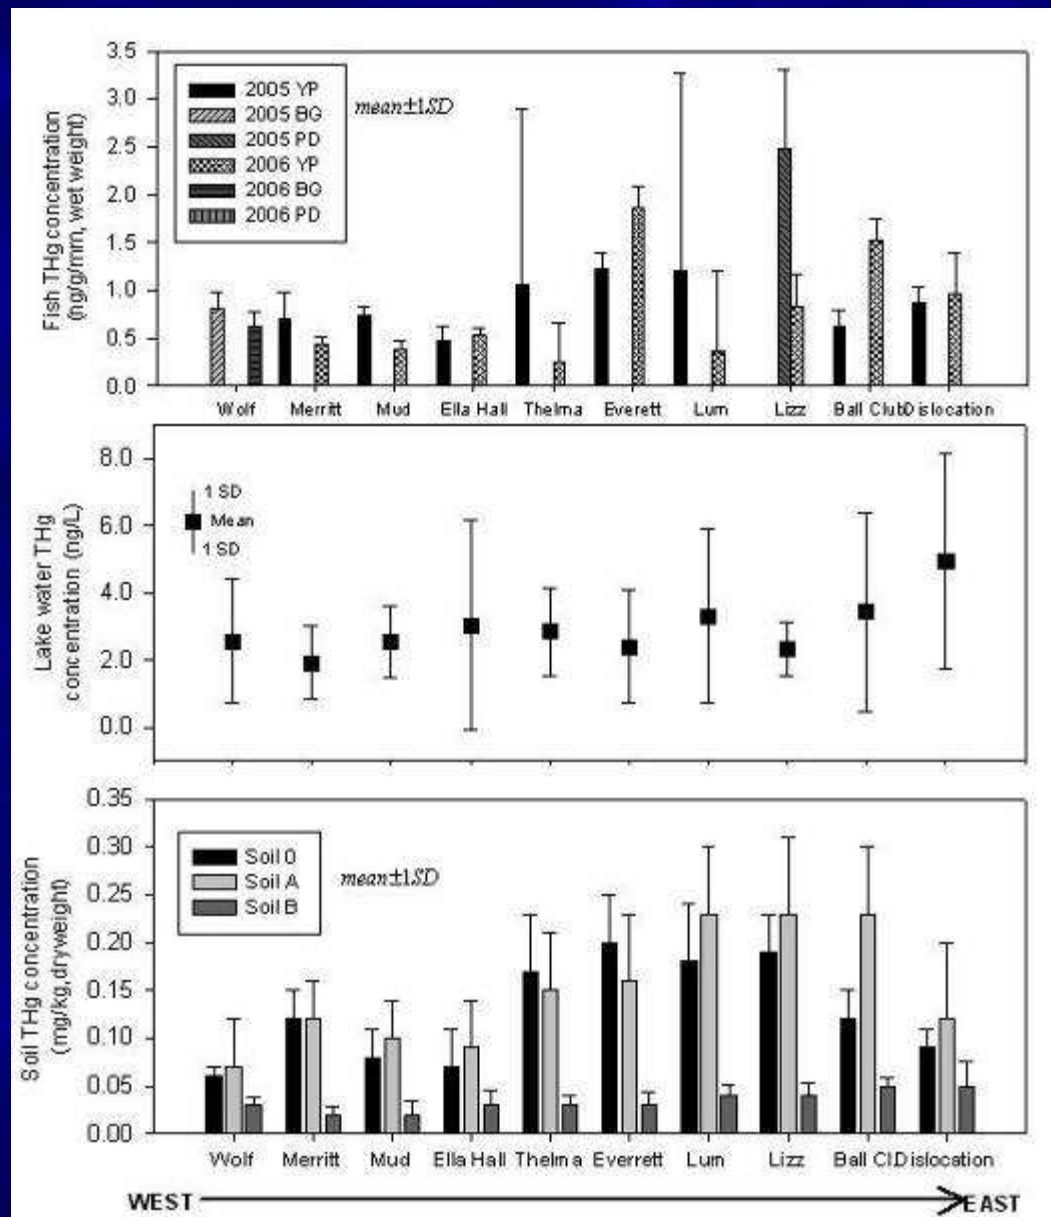 3.5
3.0
2.5
2.0
1.5
1.0
0.5
0.0
Fish THg concentration
(ng/g/mm, wet weight)
2005 YP
2005 BG
2005 PD
2006 YP
2006 BG
2006 PD
mean±1SD
Wolf Merritt Mud Ella Hall Thelma Everett Lum Lizz Ball Club Dislocation
8.0
6.0
4.0
2.0
0.0
Lake water THg
concentration (ng/L)
1 SD
Mean
1 SD
0.35
0.30
0.25
0.20
0.15
0.10
0.05
0.00
Soil THg concentration
(mg/kg,dryweight)
Soil 0
Soil A
Soil B
mean±1SD
Wolf Merritt Mud Ella Hall Thelma Everrett Lum Lizz Ball Cl.Dislocation
WEST EAST